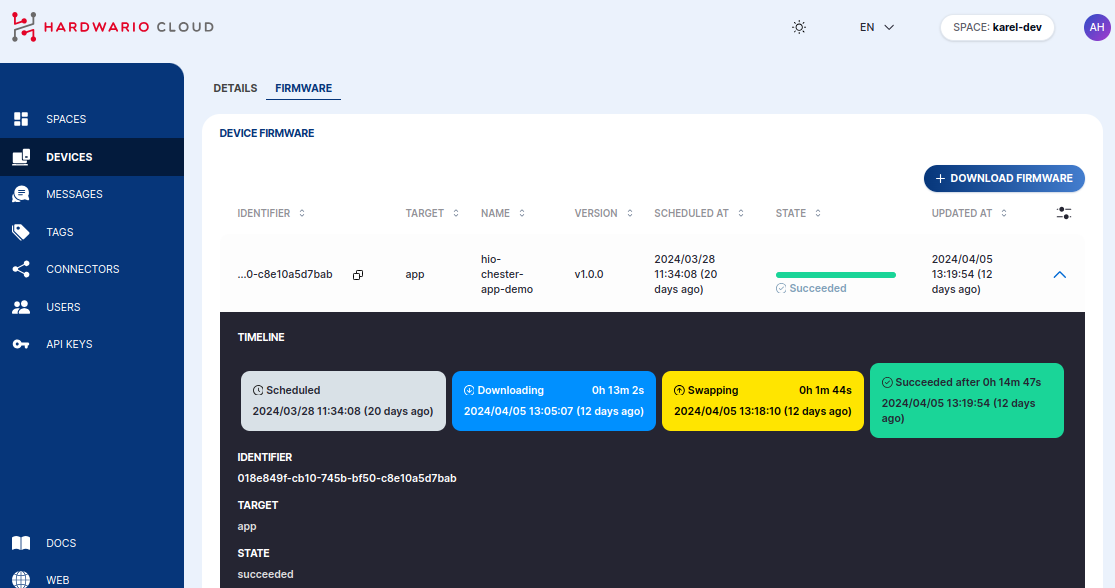 HARDWARIO CLOUD
EN
SPACE: karel-dev
AH
DETAILS
FIRMWARE
SPACES
DEVICES
MESSAGES
TAGS
CONNECTORS
USERS
API KEYS
DOCS
WEB
DEVICE FIRMWARE
DOWNLOAD FIRMWARE
IDENTIFIER TARGET NAME VERSION SCHEDULED AT STATE UPDATED AT
...0-c8e10a5d7bab
app
hio-
chester-
app-demo
v1.0.0
2024/03/28
11:34:08 (20
days ago)
Succeeded
2024/04/05
13:19:54 (12
days ago)
TIMELINE
Scheduled
2024/03/28 11:34:08 (20 days ago)
Downloading 0h 13m 2s
2024/04/05 13:05:07 (12 days ago)
Swapping 0h 1m 44s
2024/04/05 13:18:10 (12 days ago)
Succeeded after 0h 14m 47s
2024/04/05 13:19:54 (12 days
ago)
IDENTIFIER
018e849f-cb10-745b-bf50-c8e10a5d7bab
TARGET
app
STATE
succeeded